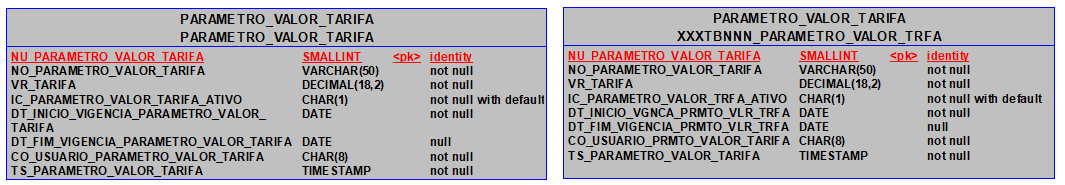 PARAMETRO_VALOR_TARIFA
PARAMETRO_VALOR_TARIFA
NU_PARAMETRO_VALOR_TARIFA SMALLINT <pk> identity
NO_PARAMETRO_VALOR_TARIFA VARCHAR(50) not null
VR_TARIFA DECIMAL(18,2) not null
IC_PARAMETRO_VALOR_TARIFA_ATIVO CHAR(1) not null with default
DT_INICIO_VIGENCIA_PARAMETRO_VALOR_ DATE not null
TARIFA
DT_FIM_VIGENCIA_PARAMETRO_VALOR_TARIFA DATE null
CO_USUARIO_PARAMETRO_VALOR_TARIFA CHAR(8) not null
TS_PARAMETRO_VALOR_TARIFA TIMESTAMP not null
PARAMETRO_VALOR_TARIFA
XXXTBNNN_PARAMETRO_VALOR_TRFA
NU_PARAMETRO_VALOR_TARIFA SMALLINT <pk> identity
NO_PARAMETRO_VALOR_TARIFA VARCHAR(50) not null
VR_TARIFA DECIMAL(18,2) not null
IC_PARAMETRO_VALOR_TRFA_ATIVO CHAR(1) not null with default
DT_INICIO_VGNCA_PRMTO_VLR_TRFA DATE not null
DT_FIM_VIGENCIA_PRMTO_VLR_TRFA DATE null
CO_USUARIO_PRMTO_VALOR_TARIFA CHAR(8) not null
TS_PARAMETRO_VALOR_TARIFA TIMESTAMP not null